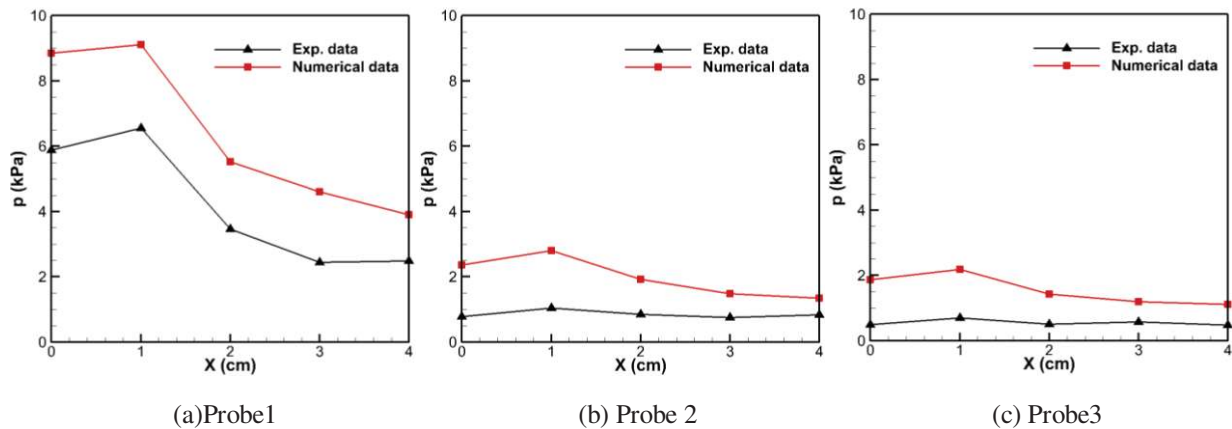 10
8
6
4
2
0
p (kPa)
Exp. data
Numerical data
0 1 2 3 4
X (cm)
(a)Probe1
10
8
6
4
2
0
p (kPa)
Exp. data
Numerical data
0 1 2 3 4
X (cm)
(b) Probe 2
10
8
6
4
2
0
p (kPa)
Exp. data
Numerical data
0 1 2 3 4
X (cm)
(c) Probe3